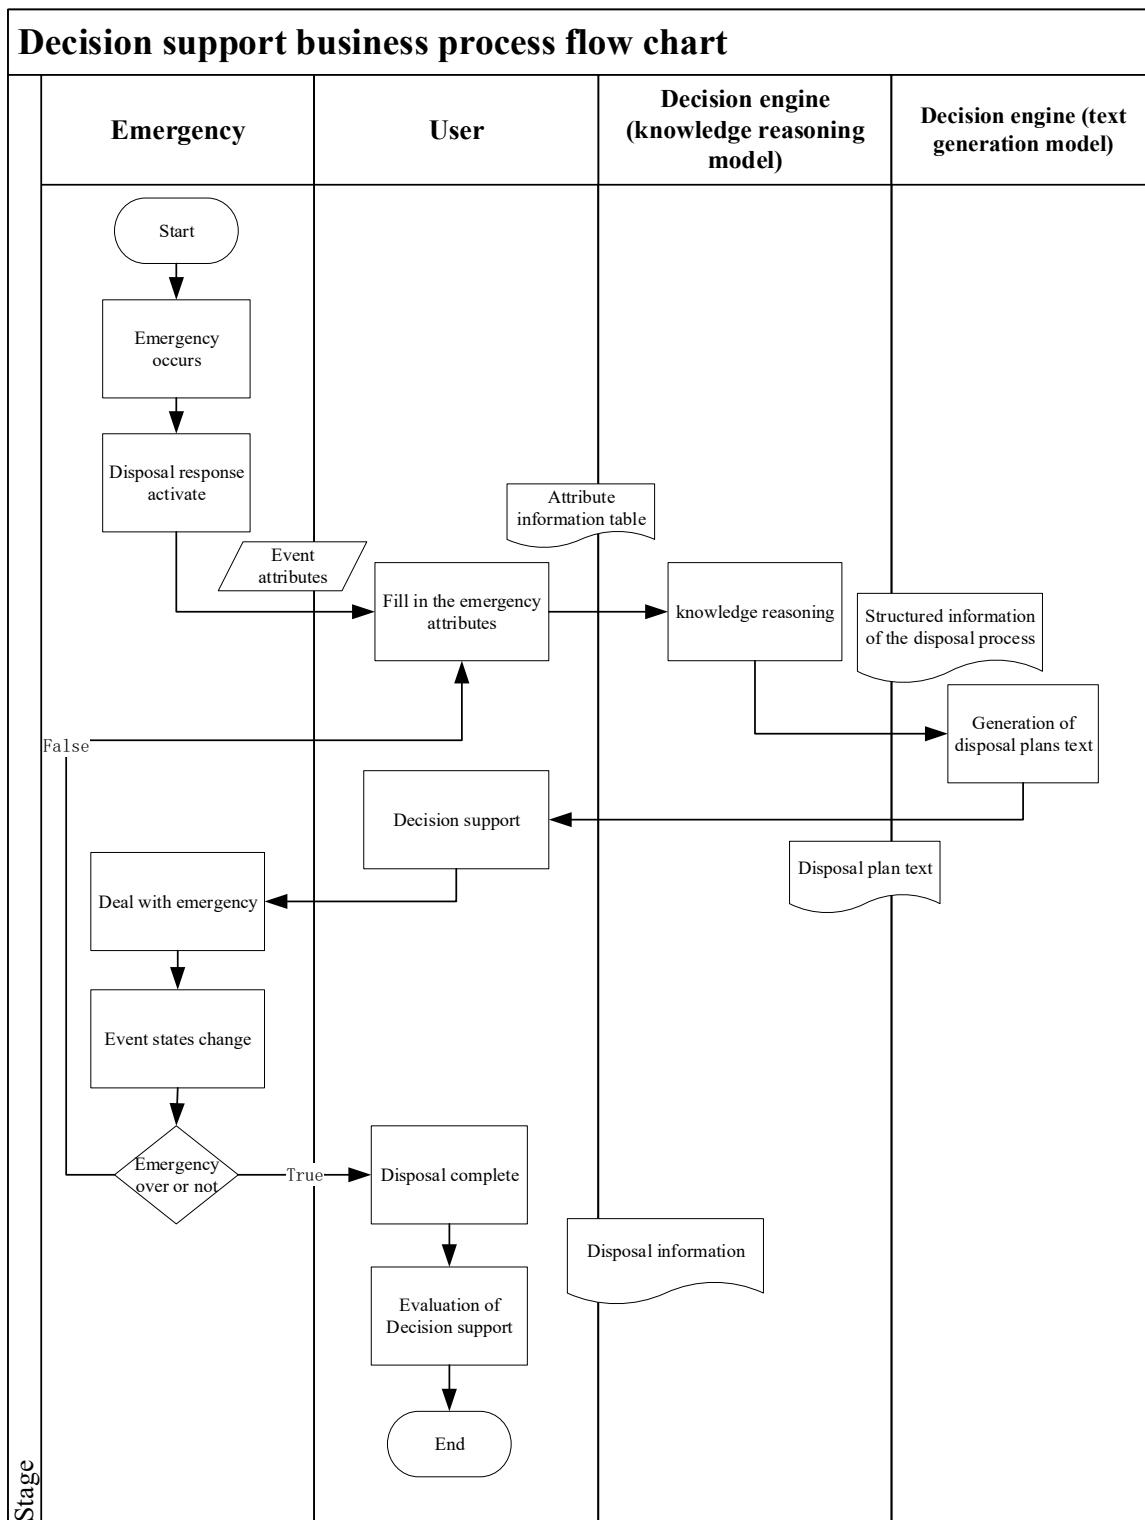 Decision support business process flow chart
Emergency
User
Decision engine
(knowledge reasoning
model)
Decision engine (text
generation model)
Start
Emergency
occurs
Disposal response
activate
Event
attributes
Attribute
information table
Fill in the emergency
attributes
knowledge reasoning
Structured information
of the disposal process
Generation of
disposal plans text
False
Decision support
Disposal plan text
Deal with emergency
Event states change
Emergency
over or not
True
Disposal complete
Disposal information
Evaluation of
Decision support
End
Stage